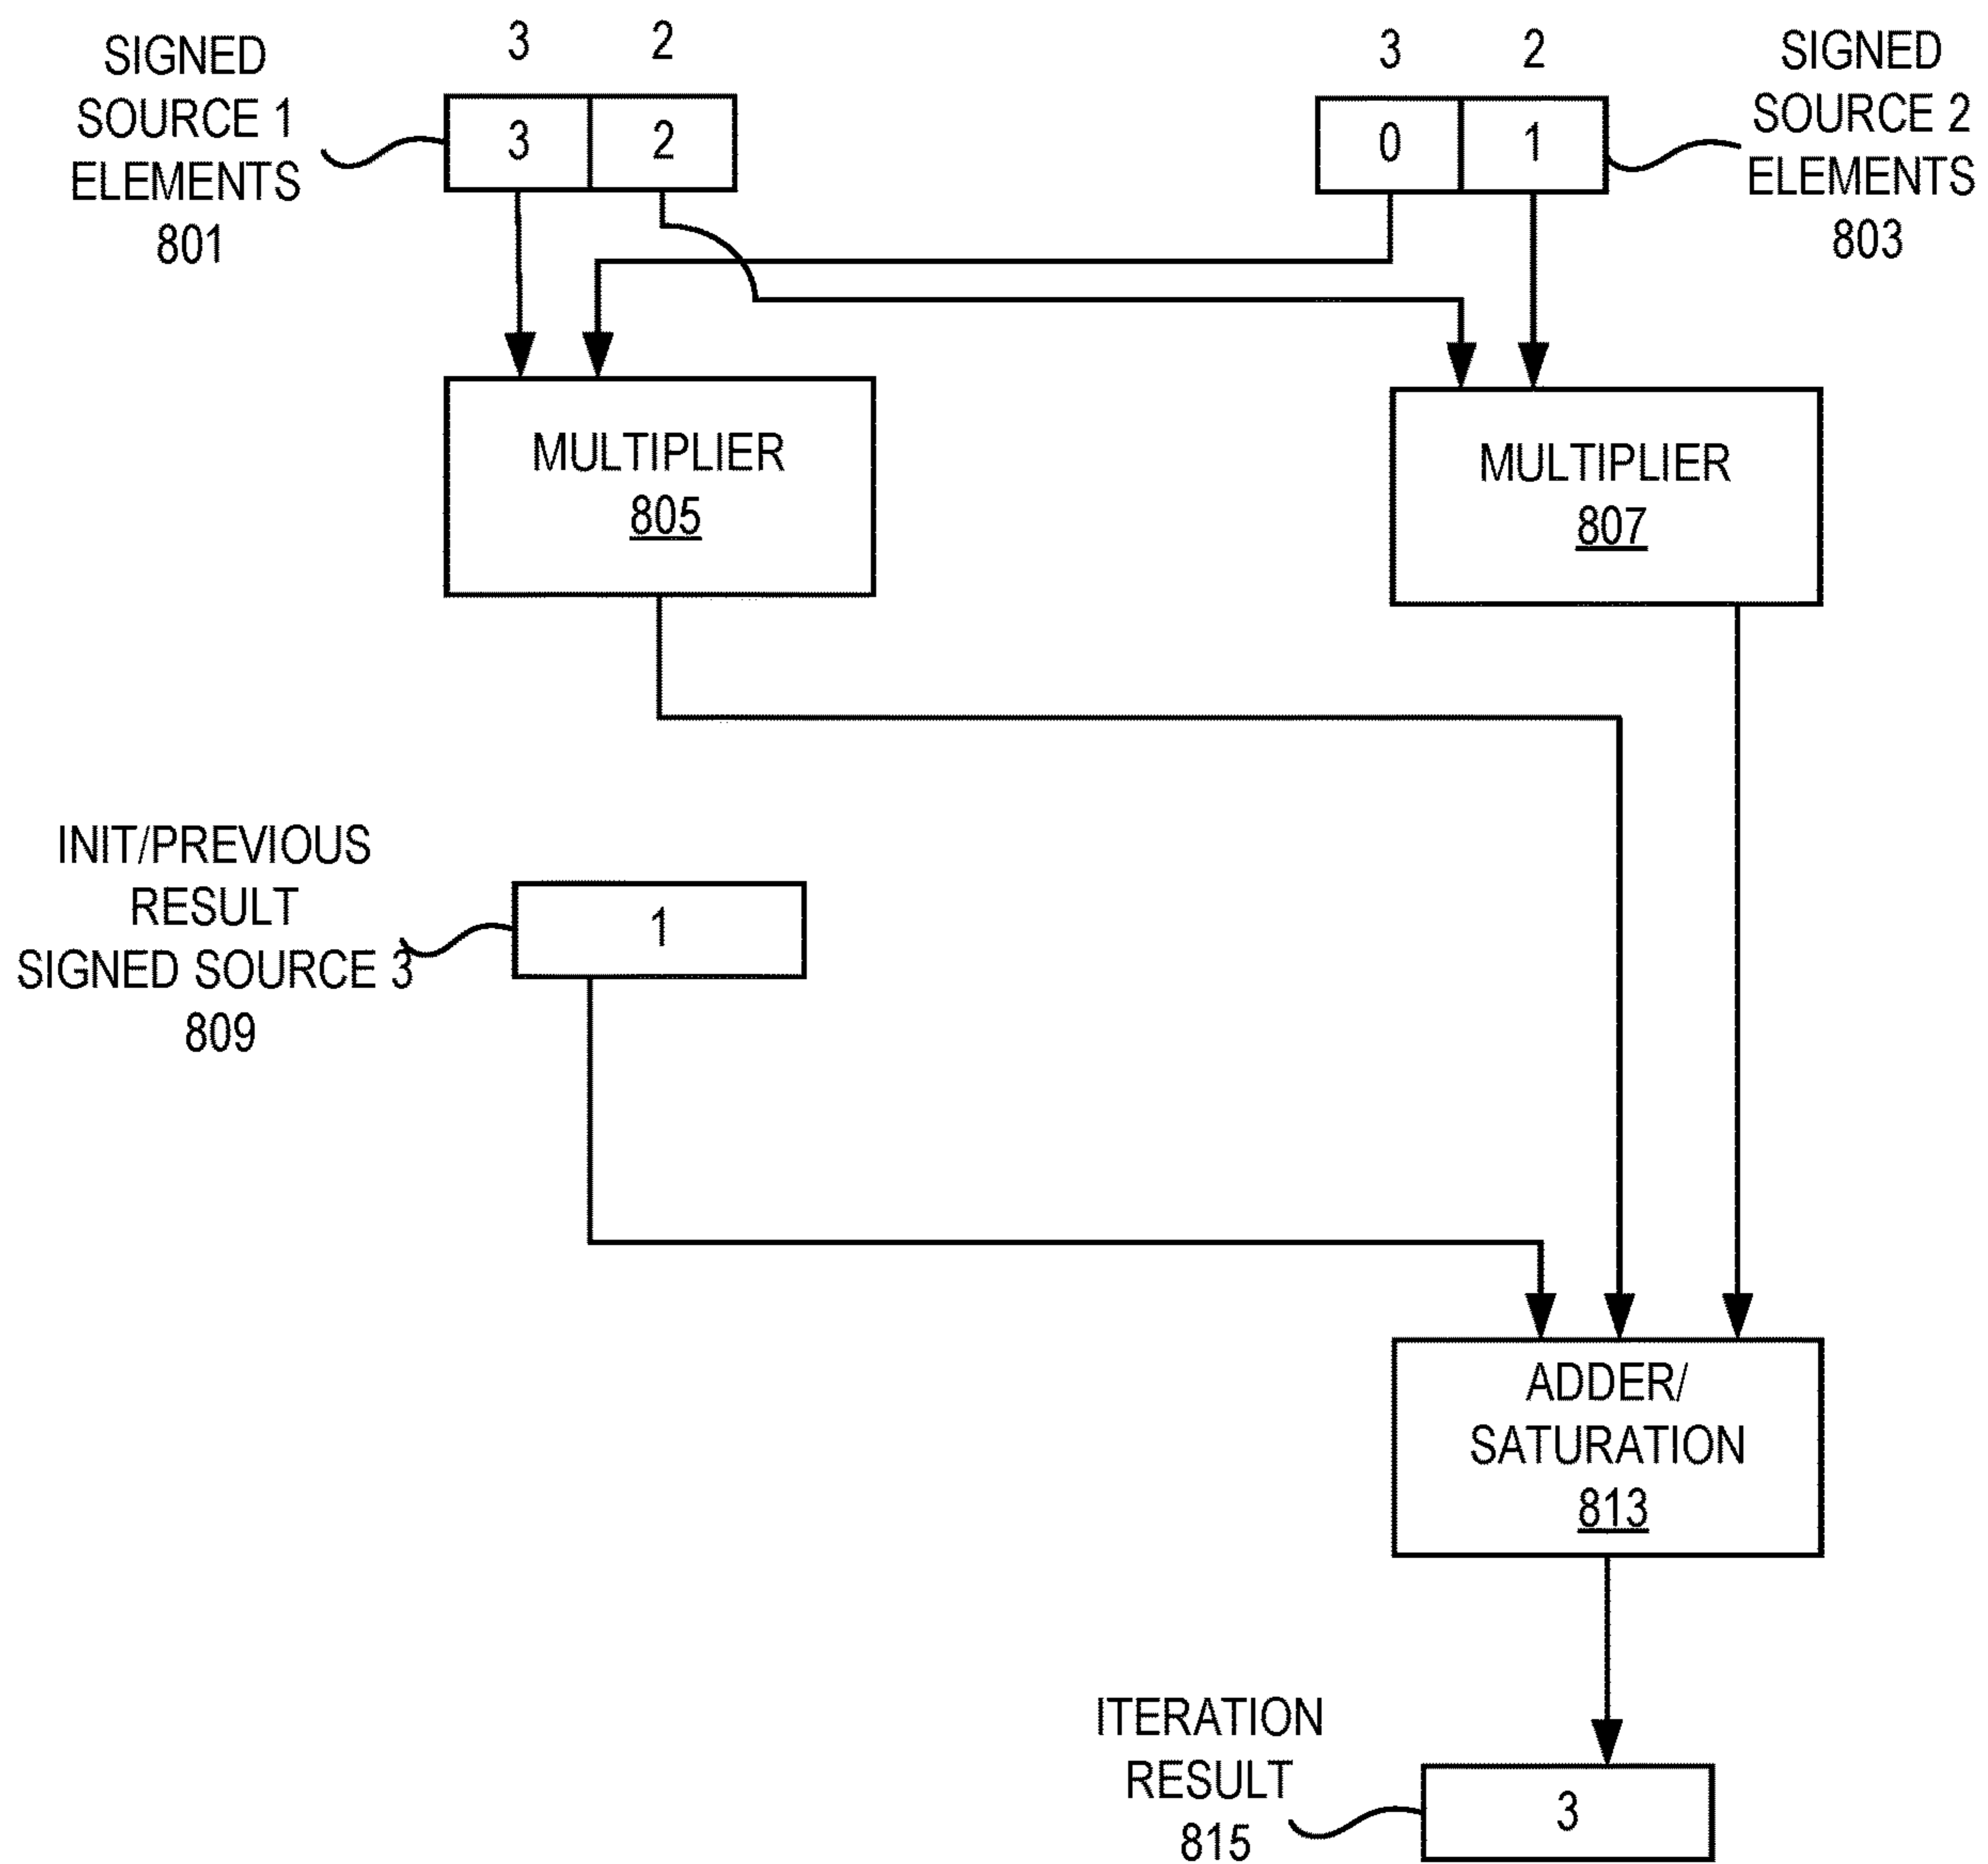 SIGNED
SOURCE 1
ELEMENTS
801
3 2
3 2
3 2
0 1
SIGNED
SOURCE 2
ELEMENTS
803
MULTIPLIER
805
MULTIPLIER
807
INIT/PREVIOUS
RESULT
SIGNED SOURCE 3
809
1
ADDER/
SATURATION
813
ITERATION
RESULT
815
3